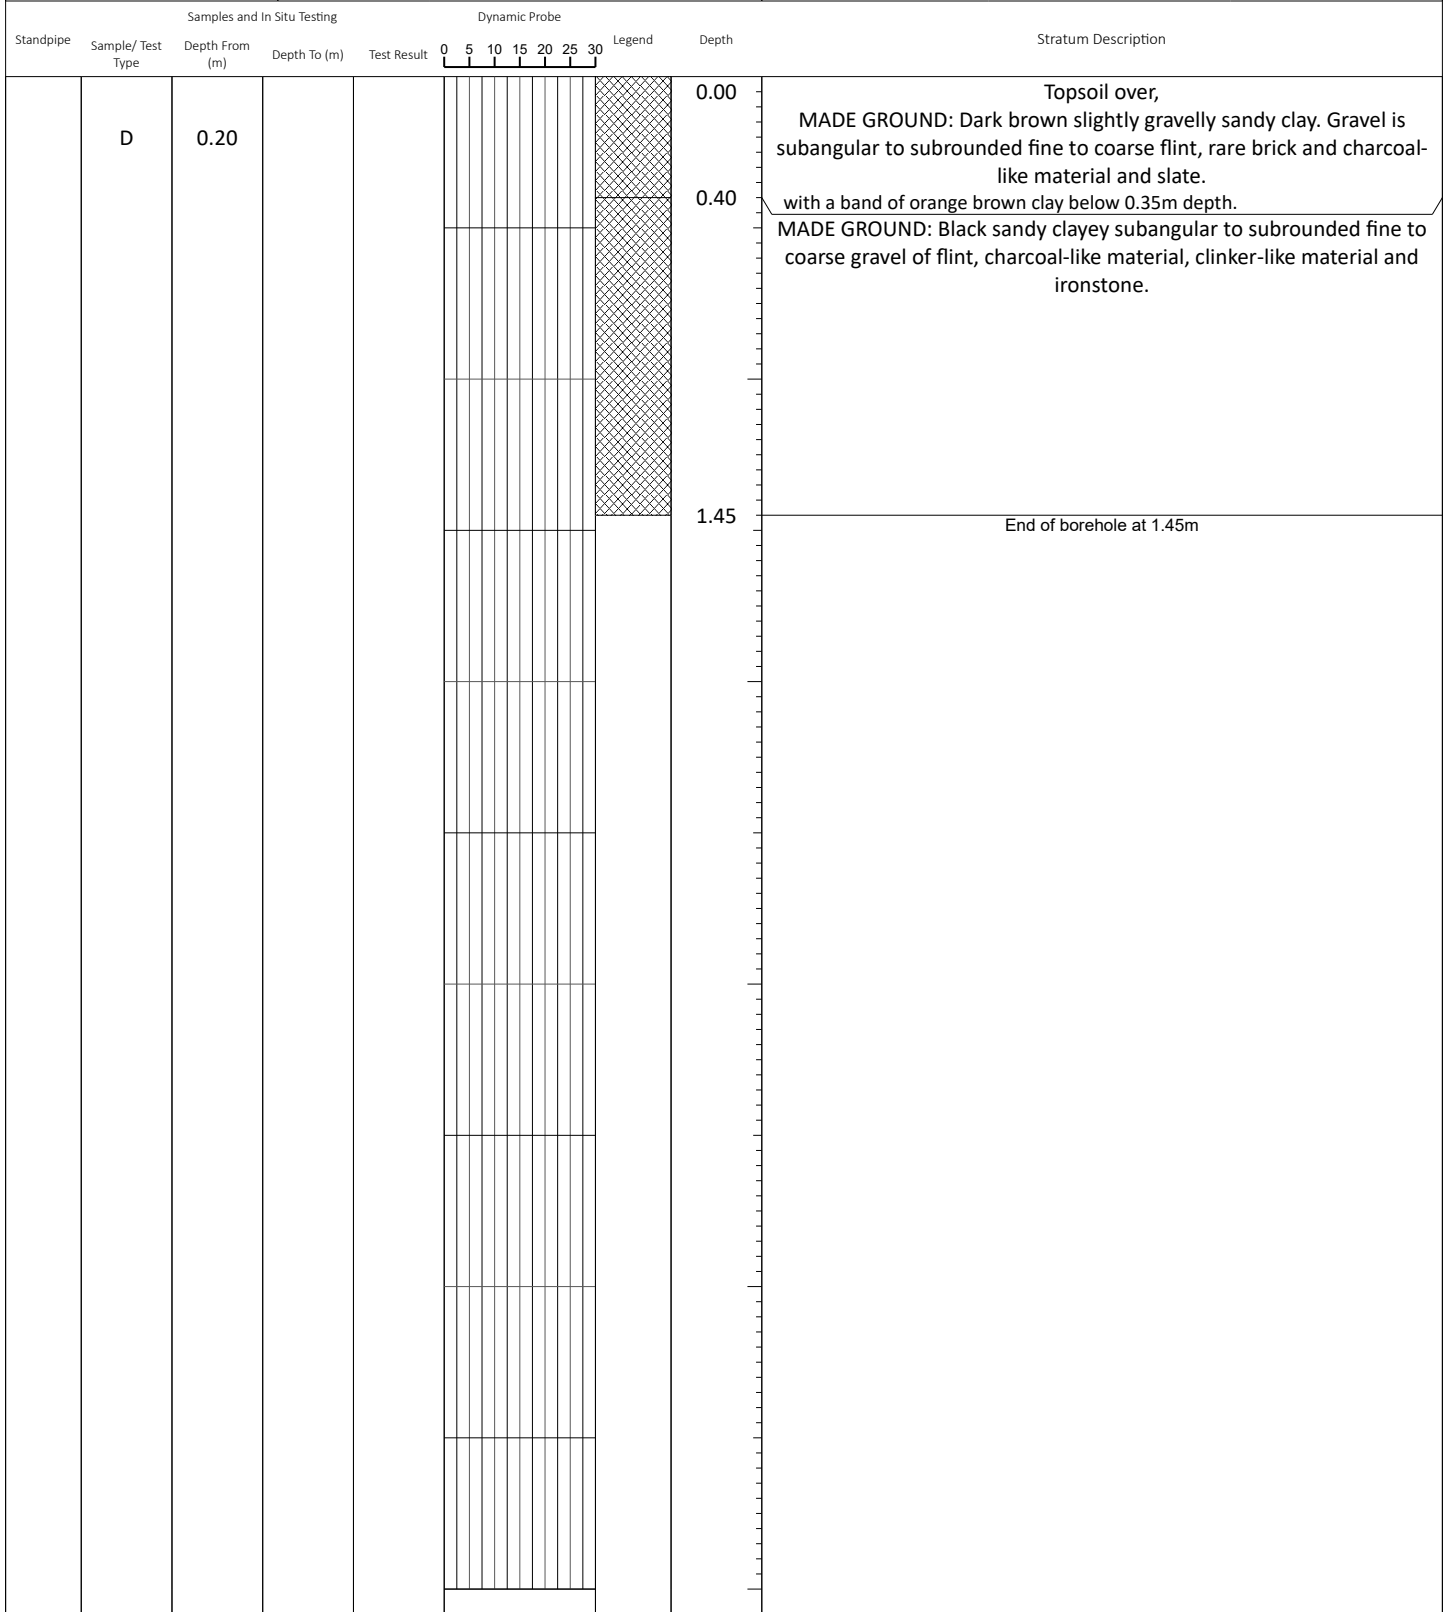 Samples and In Situ Testing
Dynamic Probe
Standpipe
Sample/ Test
Type
Depth From
(m)
Depth To (m)
Test Result
0 5 10 15 20 25 30
Legend
Depth
Stratum Description
0.00
Topsoil over,
MADE GROUND: Dark brown slightly gravelly sandy clay. Gravel is
subangular to subrounded fine to coarse flint, rare brick and charcoal-
like material and slate.
D
0.20
0.40
with a band of orange brown clay below 0.35m depth.
MADE GROUND: Black sandy clayey subangular to subrounded fine to
coarse gravel of flint, charcoal-like material, clinker-like material and
ironstone.
1.45
End of borehole at 1.45m